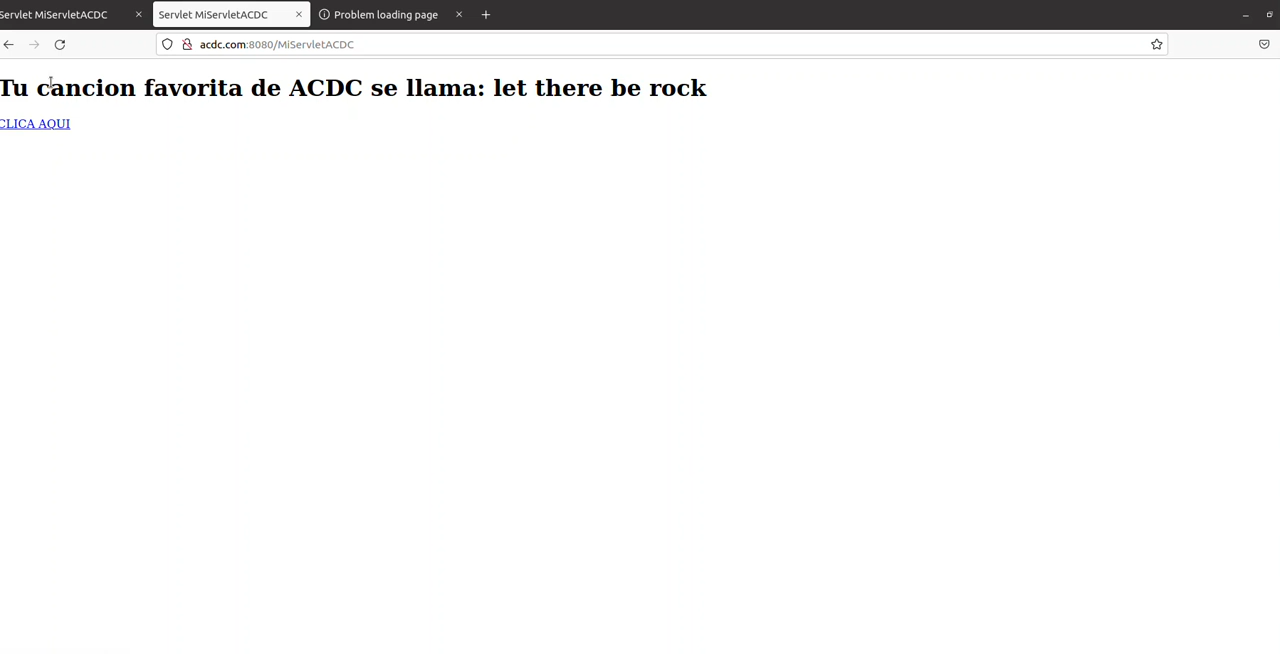 Servlet MiServletACDC
Servlet MiServletACDC
Problem loading page
acdc.com:8080/MiServletACDC
Tu cancion favorita de ACDC se llama: let there be rock
CLICA AQUI